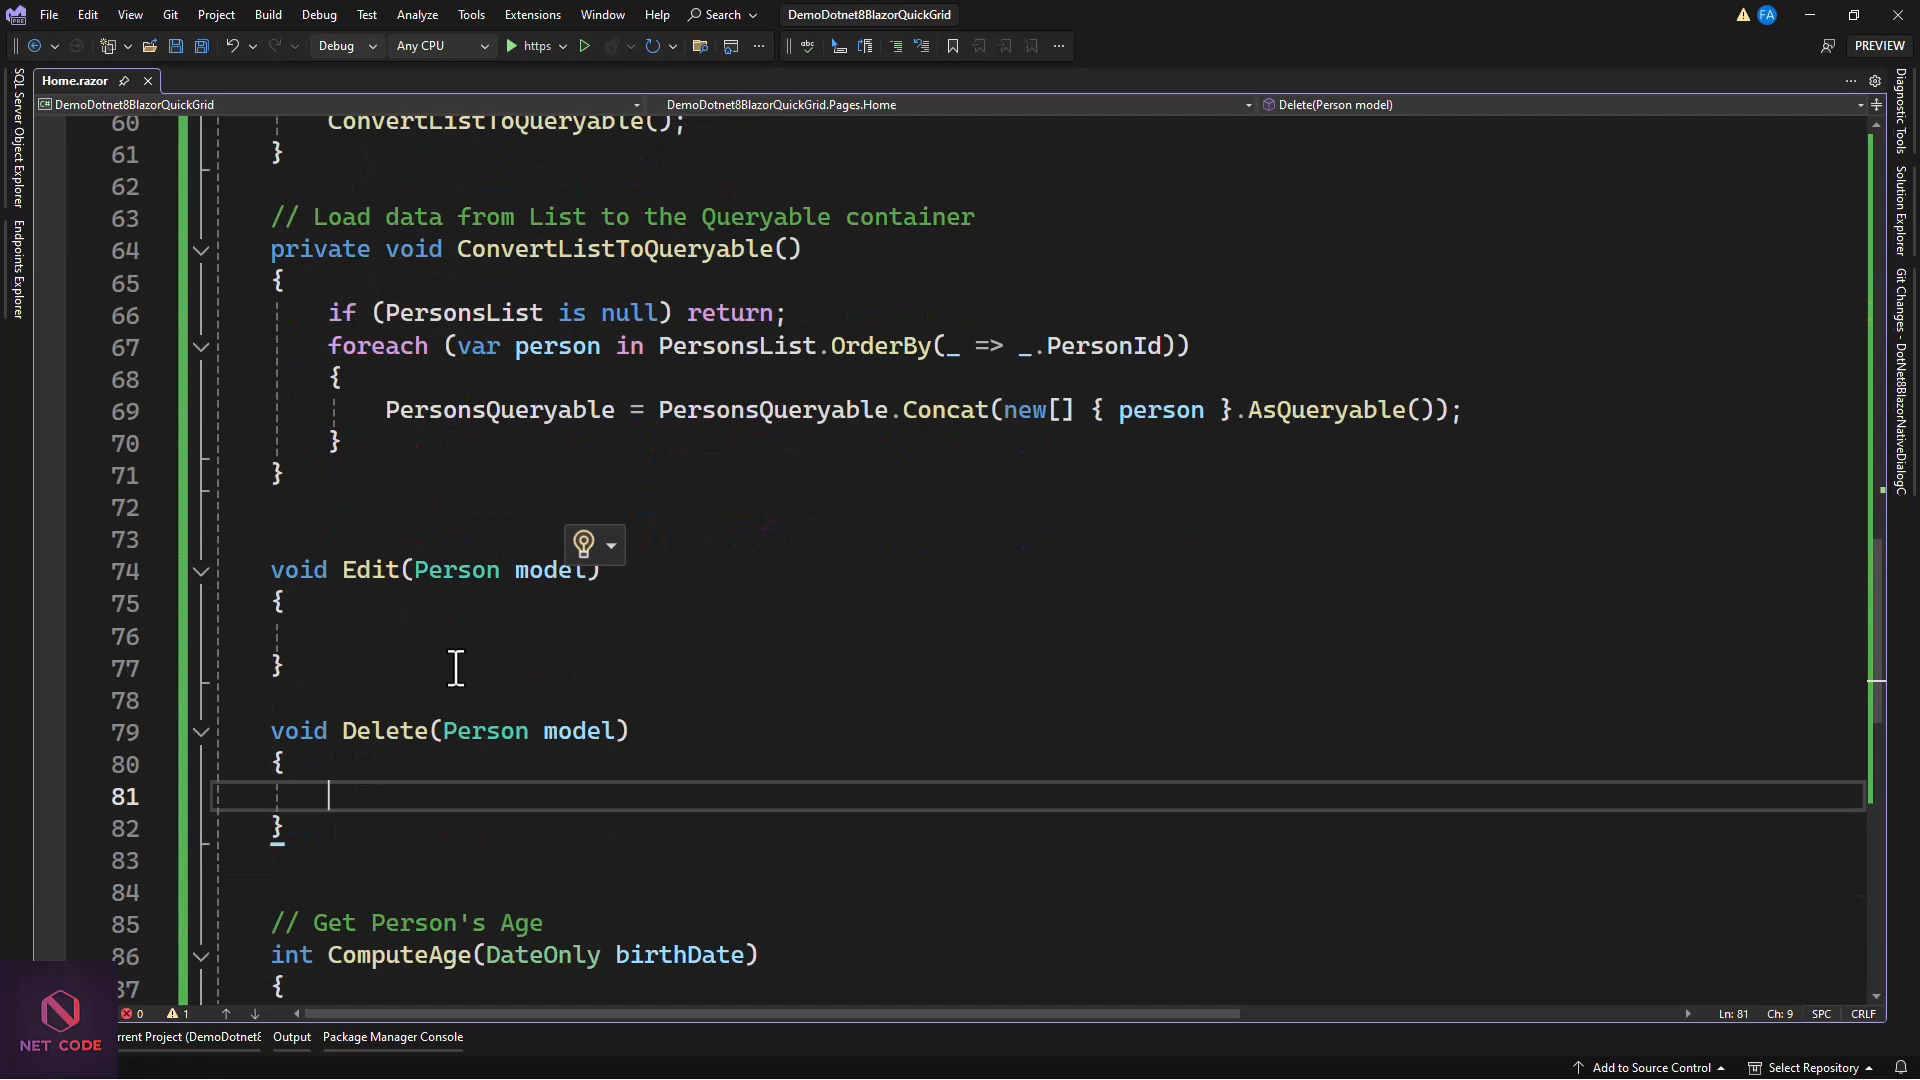 File Edit View Git Project Build Debug Test Analyze Tools Extensions Window Help Search DemoDotnet8BlazorQuickGrid FA
Debug Any CPU https PREVIEW
Home.razor
DemoDotnet8BlazorQuickGrid DemoDotnet8BlazorQuickGrid.Pages.Home Delete(Person model)
SQL Server Object Explorer
Endpoints Explorer
Diagnostic Tools
Solution Explorer
Git Changes - DotNet8BlazorNativeDialogC
60 ConvertListToQueryable();
61 }
62
63 // Load data from List to the Queryable container
64 private void ConvertListToQueryable()
65 {
66 if (PersonsList is null) return;
67 foreach (var person in PersonsList.OrderBy(_ => _.PersonId))
68 {
69 PersonsQueryable = PersonsQueryable.Concat(new[] { person }.AsQueryable());
70 }
71 }
72
73
74 void Edit(Person model)
75 {
76
77 }
78
79 void Delete(Person model)
80 {
81
82 }
83
84
85 // Get Person's Age
86 int ComputeAge(DateOnly birthDate)
87 {
0 1 Ln: 81 Ch: 9 SPC CRLF
rrent Project (DemoDotnet8 Output Package Manager Console
NET CODE
Add to Source Control Select Repository